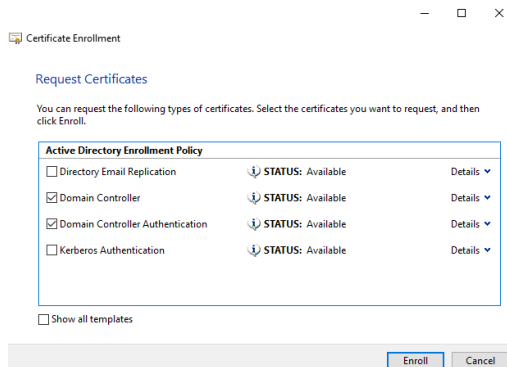 Certificate Enrollment
Request Certificates
You can request the following types of certificates. Select the certificates you want to request, and then
click Enroll.
Active Directory Enrollment Policy
Directory Email Replication STATUS: Available Details
Domain Controller STATUS: Available Details
Domain Controller Authentication STATUS: Available Details
Kerberos Authentication STATUS: Available Details
Show all templates
Enroll Cancel